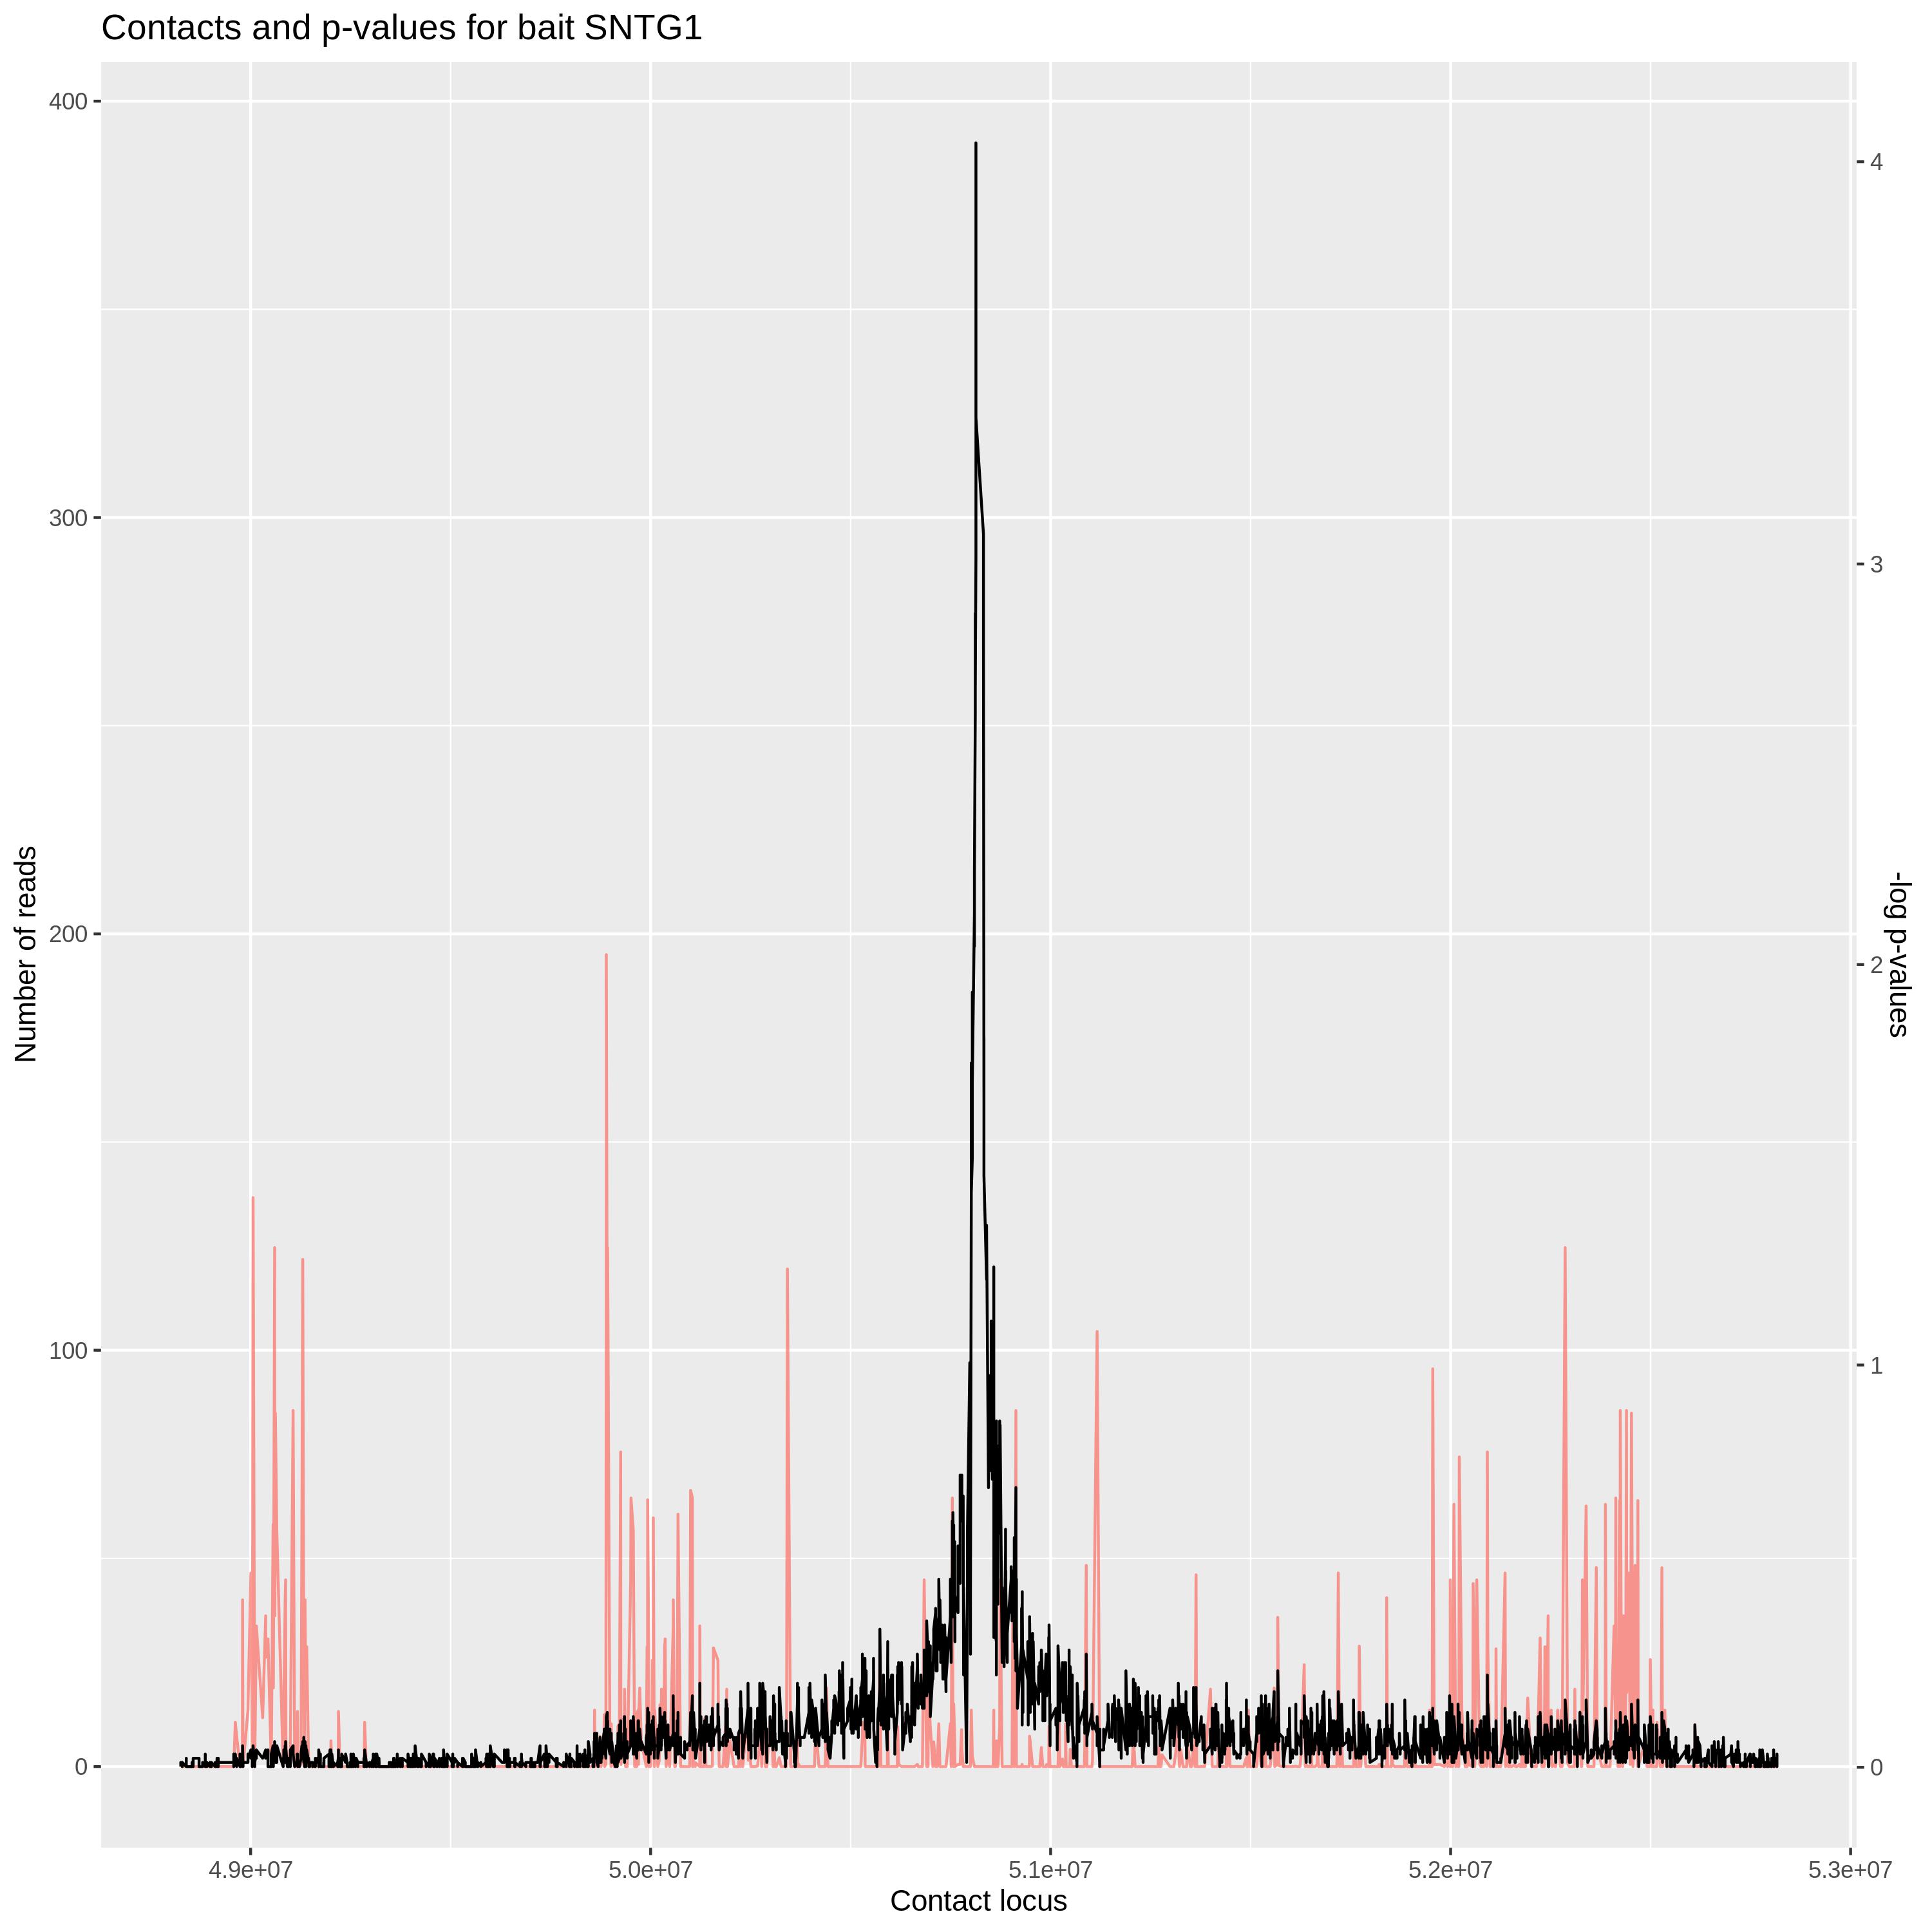 Contacts and p-values for bait SNTG1
400
300
200
100
0
Number of reads
4
3
2
1
0
-log p-values
4.9e+07 5.0e+07 5.1e+07 5.2e+07 5.3e+07
Contact locus